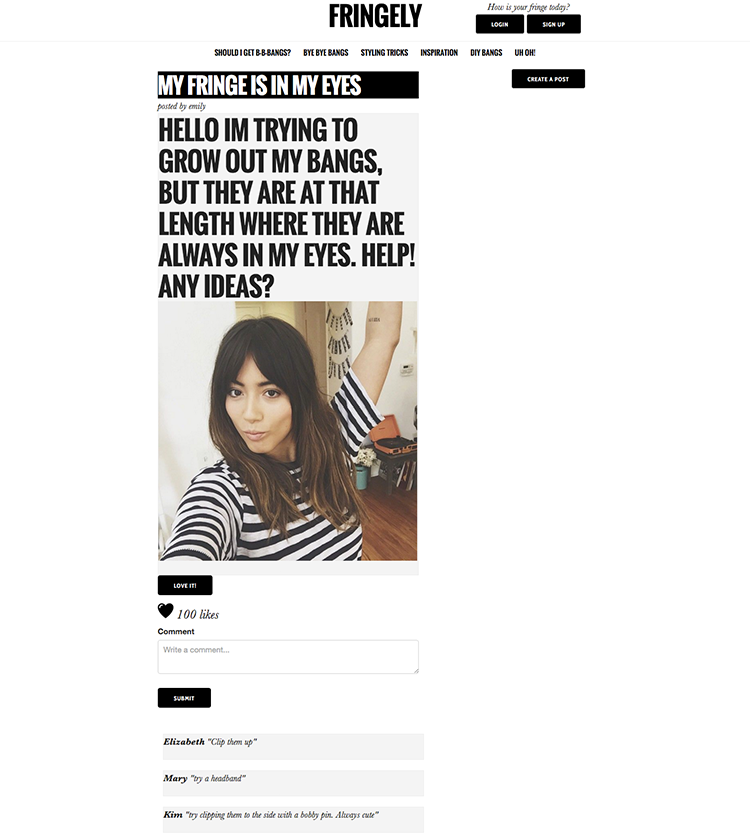 FRINGELY
How is your fringe today?
LOGIN
SIGN UP
SHOULD I GET B-B-BANGS?
BYE BYE BANGS
STYLING TRICKS
INSPIRATION
DIY BANGS
UH OH!
CREATE A POST
MY FRINGE IS IN MY EYES
posted by emily
HELLO IM TRYING TO
GROW OUT MY BANGS,
BUT THEY ARE AT THAT
LENGTH WHERE THEY ARE
ALWAYS IN MY EYES. HELP!
ANY IDEAS?
LOVE IT!
100 likes
Comment
Write a comment...
SUBMIT
Elizabeth "Clip them up"
Mary "try a headband"
Kim "try clipping them to the side with a bobby pin. Always cute"